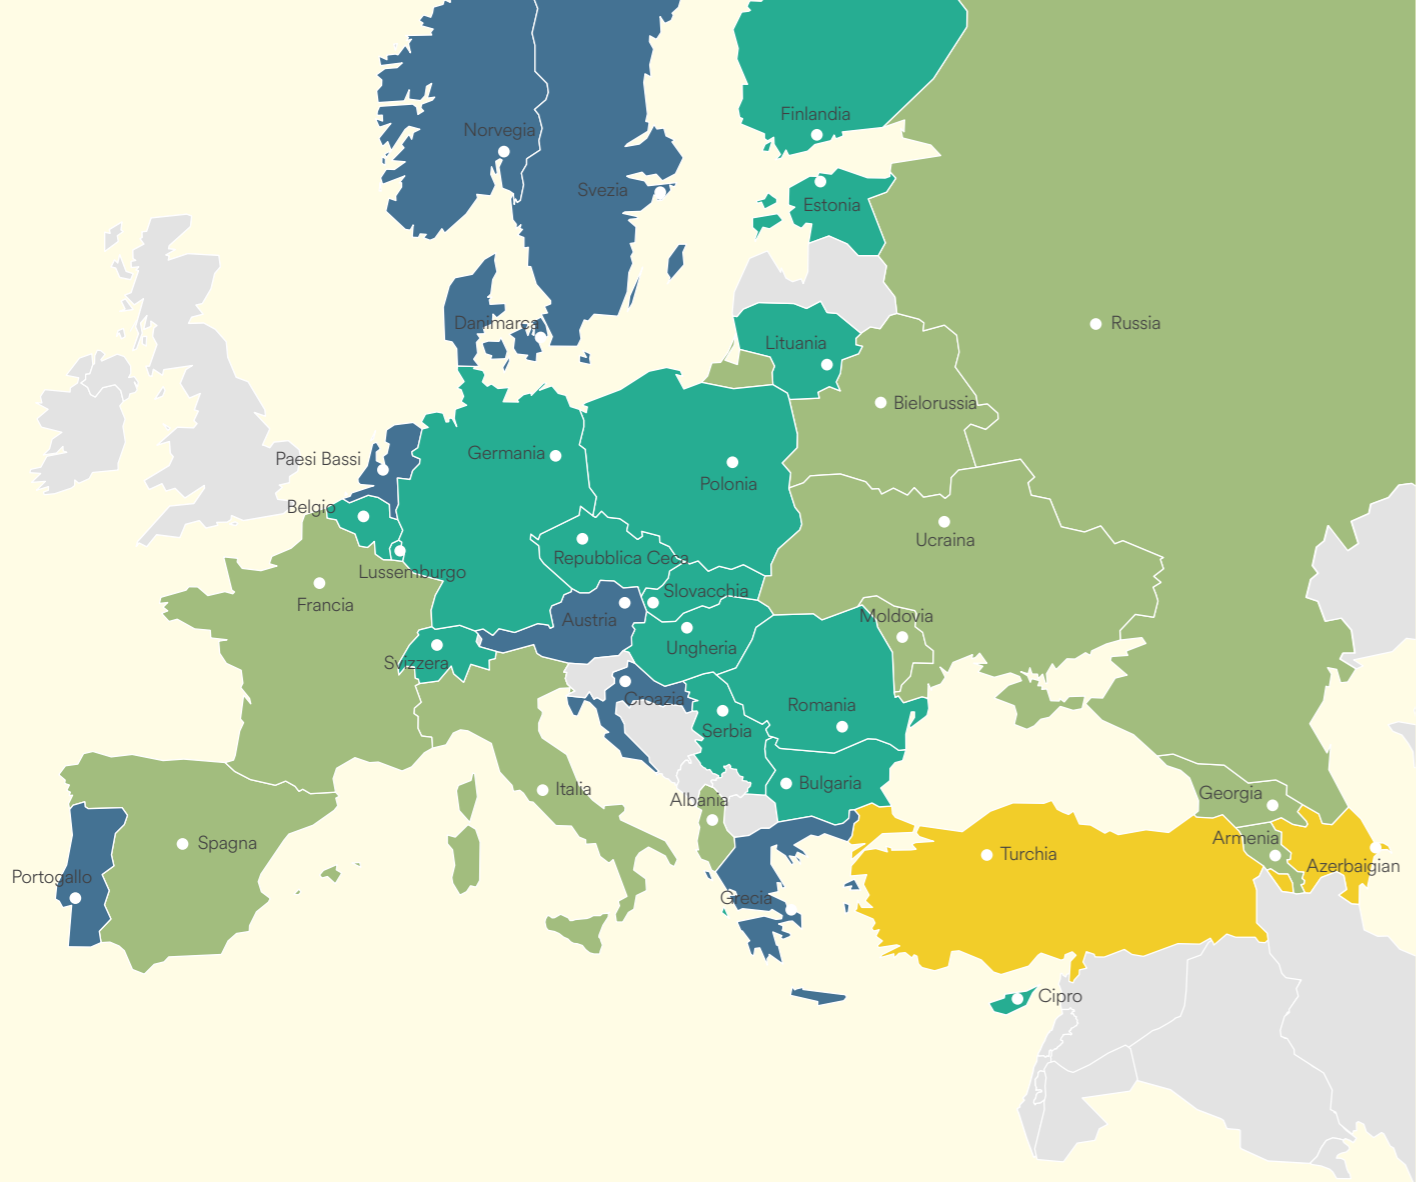 Finlandia
Norvegia
Svezia
Estonia
Danimarca
Russia
Lituania
Bielorussia
Germania
Paesi Bassi
Polonia
Belgio
Ucraina
Repubblica Ceca
Lussemburgo
Slovacchia
Francia
Moldovia
Austria
Ungheria
Svizzera
Croazia
Romania
Serbia
Bulgaria
Italia
Georgia
Albania
Armenia
Spagna
Turchia
Azerbaigian
Portogallo
Grecia
Cipro